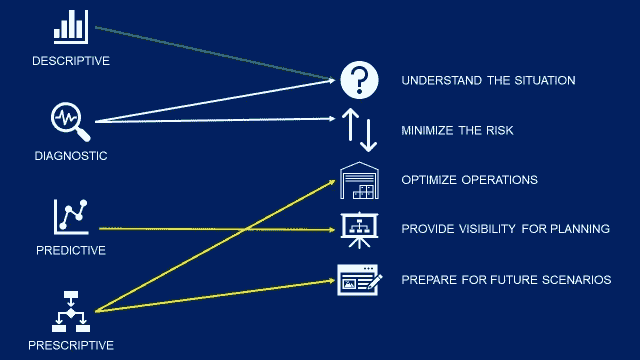 DESCRIPTIVE
DIAGNOSTIC
PREDICTIVE
PRESCRIPTIVE
?
UNDERSTAND THE SITUATION
MINIMIZE THE RISK
OPTIMIZE OPERATIONS
PROVIDE VISIBILITY FOR PLANNING
PREPARE FOR FUTURE SCENARIOS